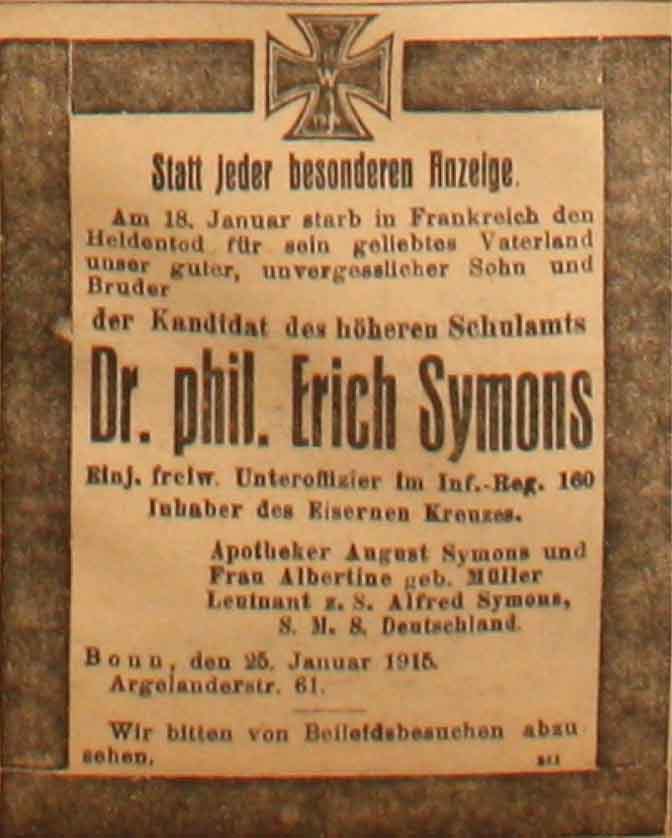 W
Statt jeder besonderen Anzeige.
Am 18. Januar starb in Frankreich den
Heldentod für sein geliebtes Vaterland
unser guter, unvergesslicher Sohn und
Bruder
der Kandidat des höheren Schulamts
Dr. phil. Erich Symons
Einj. freiw. Unteroffizier im Inf.-Reg. 160
Inhaber des Eisernen Kreuzes.
Apotheker August Symons und
Frau Albertine geb. Müller
Leutnant z. S. Alfred Symons,
S. M. S. Deutschland.
Bonn, den 25. Januar 1915.
Argelanderstr. 61.
Wir bitten von Beileidsbesuchen abzu
sehen.